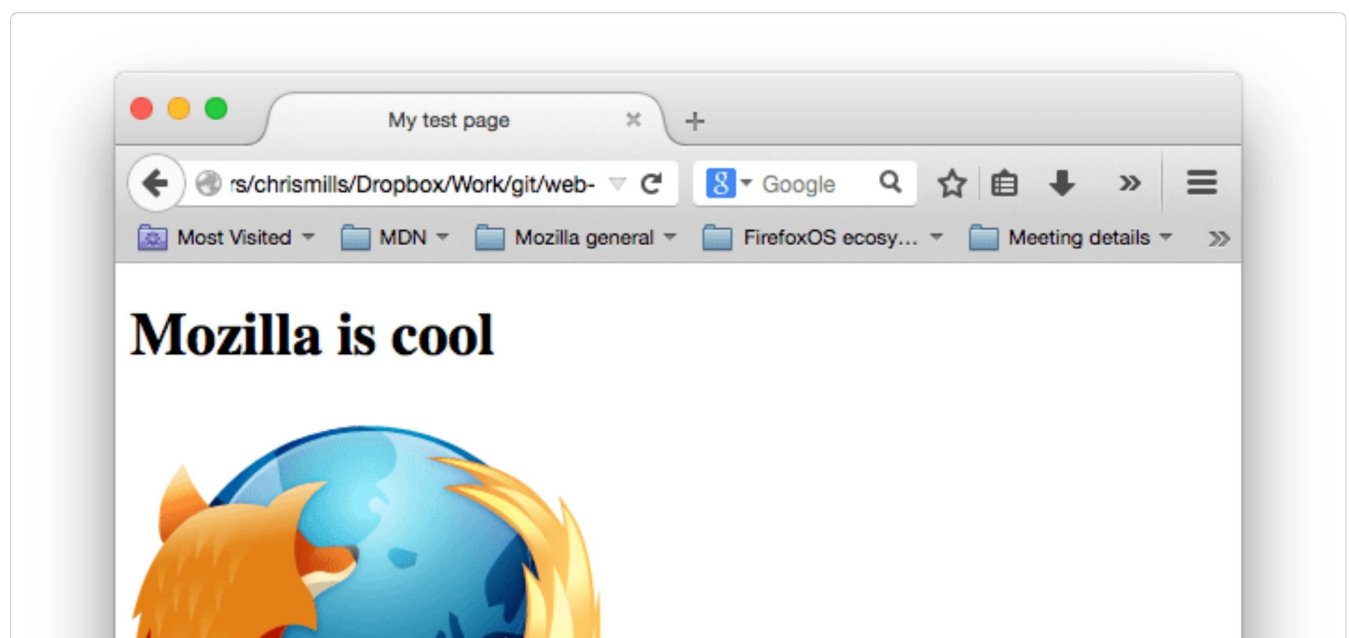 My test page
rs/chrismills/Dropbox/Work/git/web-
Google
Most Visited MDN Mozilla general FirefoxOS ecosy... Meeting details
Mozilla is cool